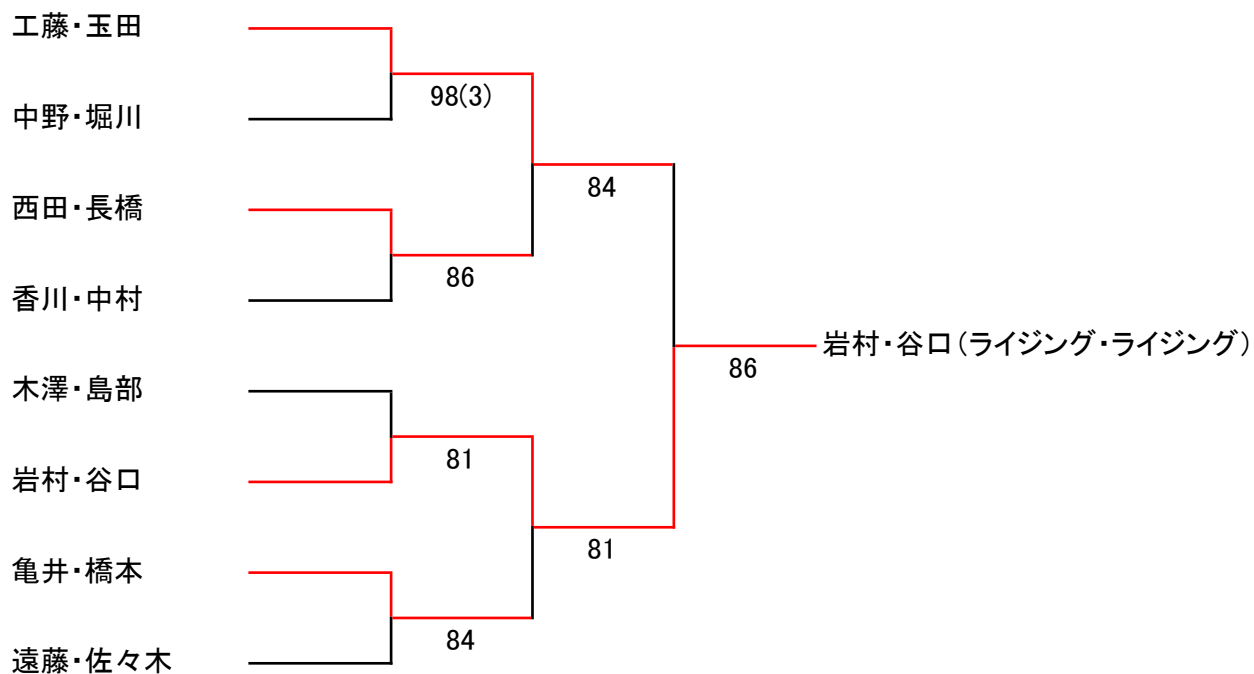 工藤・玉田
98(3)
中野・堀川
84
西田・長橋
86
香川・中村
岩村・谷口(ライジング・ライジング)
86
木澤・島部
81
岩村・谷口
81
亀井・橋本
84
遠藤・佐々木